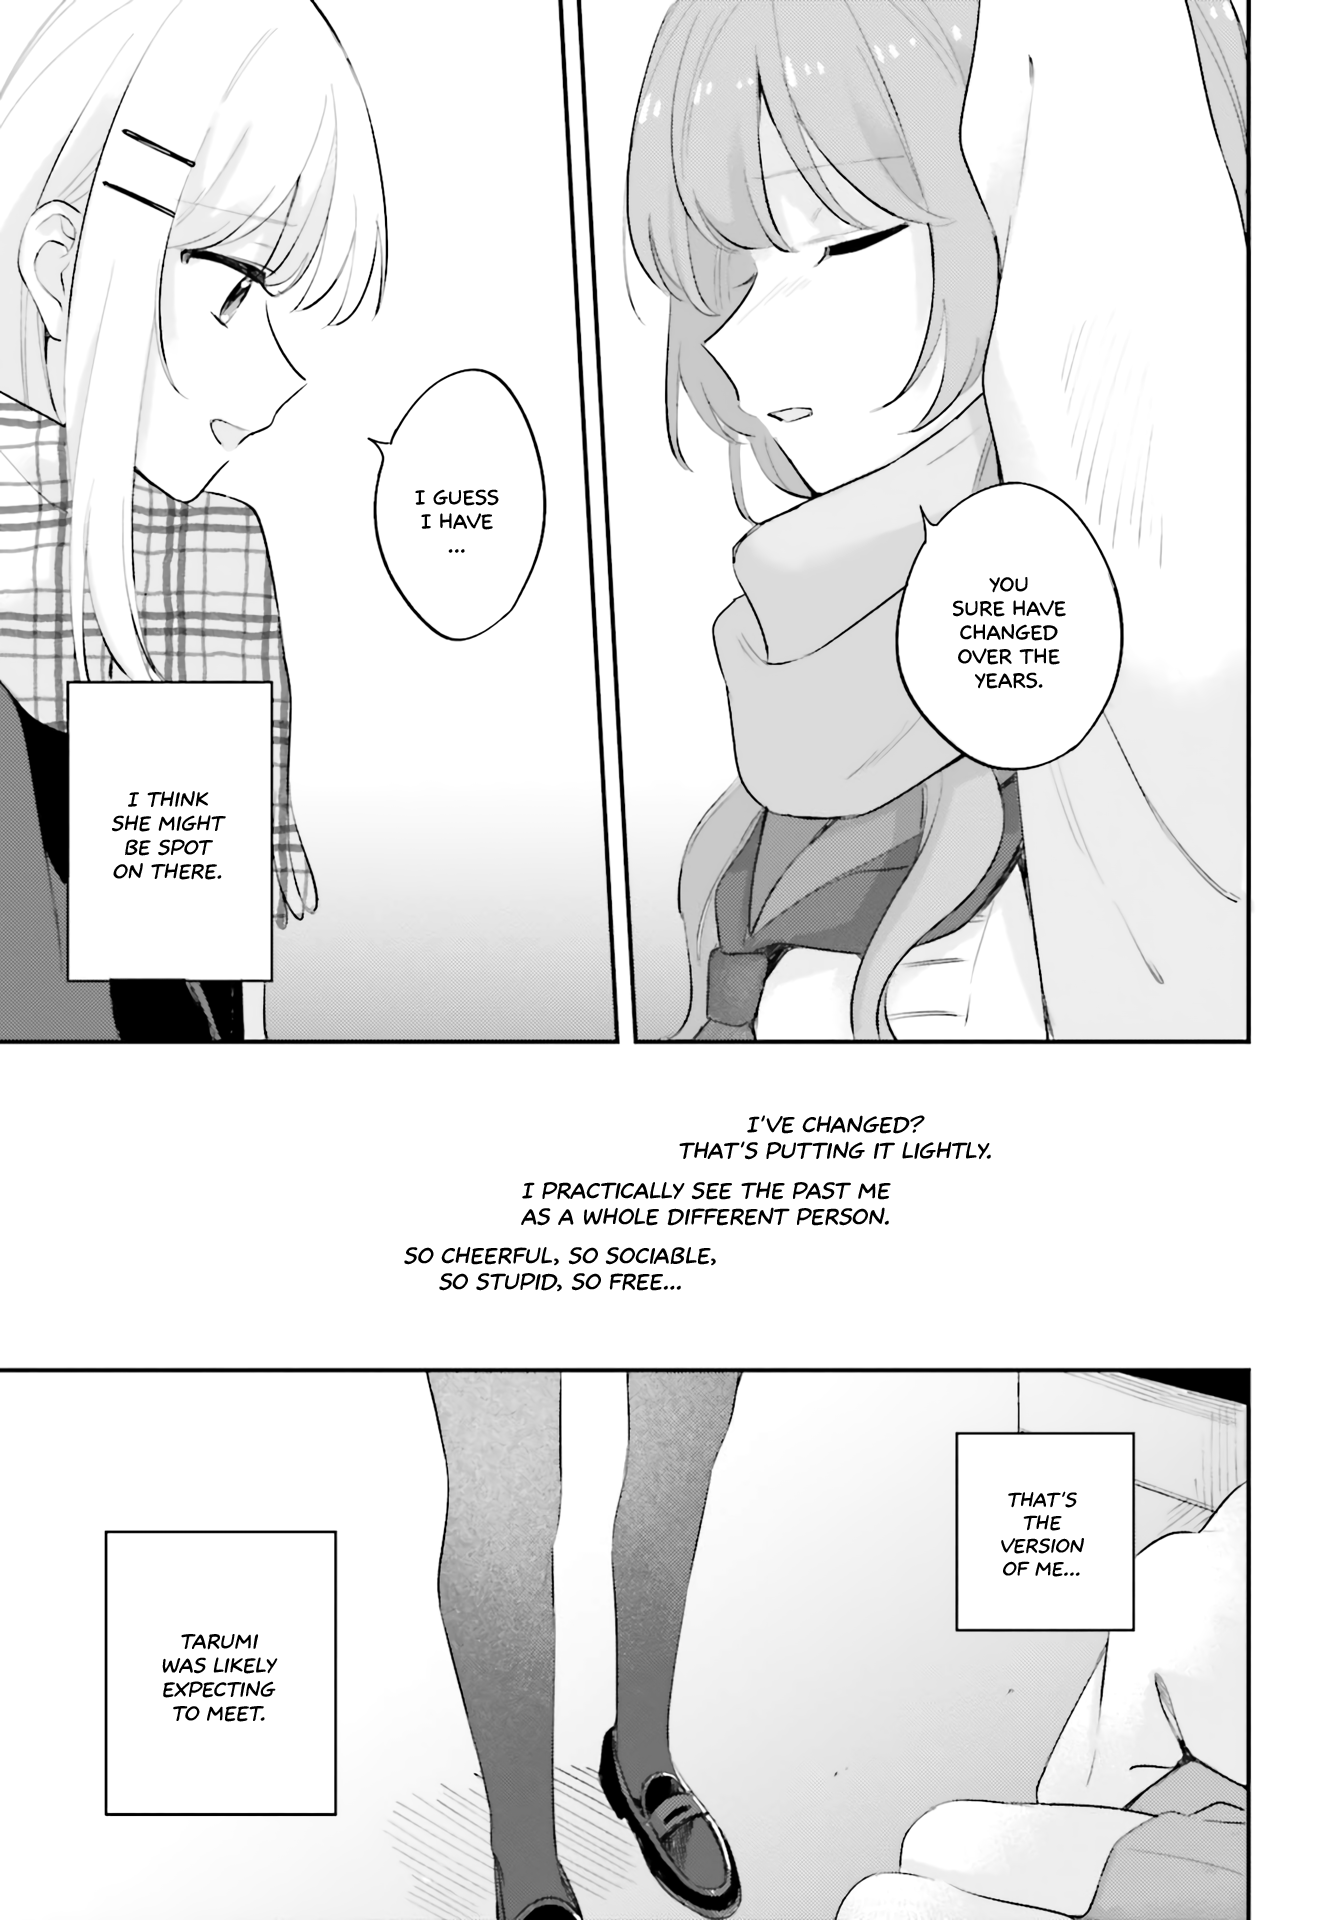 YOU
SURE HAVE
CHANGED
OVER THE
YEARS.
I GUESS
I HAVE
...
I THINK
SHE MIGHT
BE SPOT
ON THERE.
I'VE CHANGED?
THAT'S PUTTING IT LIGHTLY.
I PRACTICALLY SEE THE PAST ME
AS A WHOLE DIFFERENT PERSON.
SO CHEERFUL, SO SOCIABLE,
SO STUPID, SO FREE...
THAT'S
THE
VERSION
OF ME...
TARUMI
WAS LIKELY
EXPECTING
TO MEET.